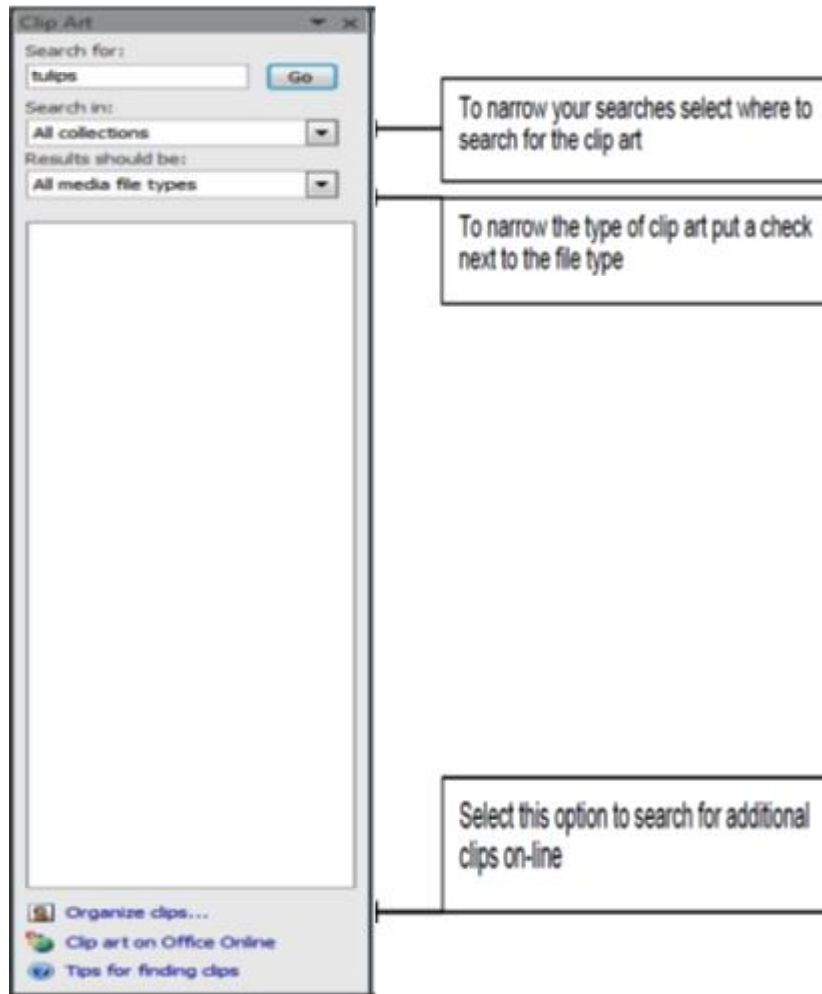 Clip Art
Search for:
tulips
Go
Search in:
All collections
Results should be:
All media file types
To narrow your searches select where to
search for the clip art
To narrow the type of clip art put a check
next to the file type
Select this option to search for additional
clips on-line
Organize clips...
Clip art on Office Online
Tips for finding clips